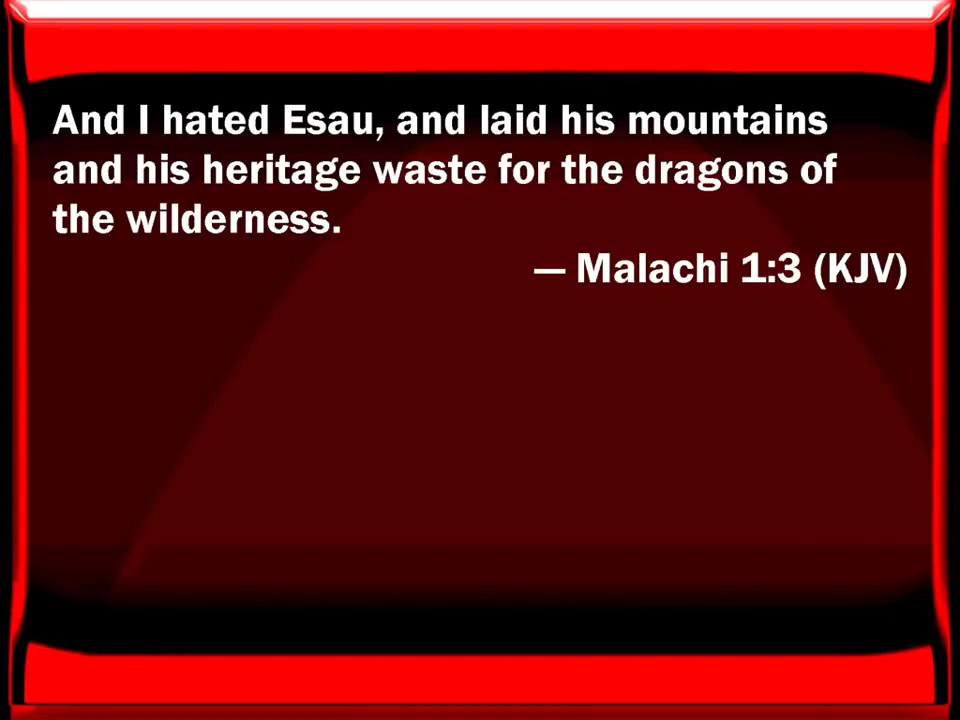 And I hated Esau, and laid his mountains
and his heritage waste for the dragons of
the wilderness.
— Malachi 1:3 (KJV)